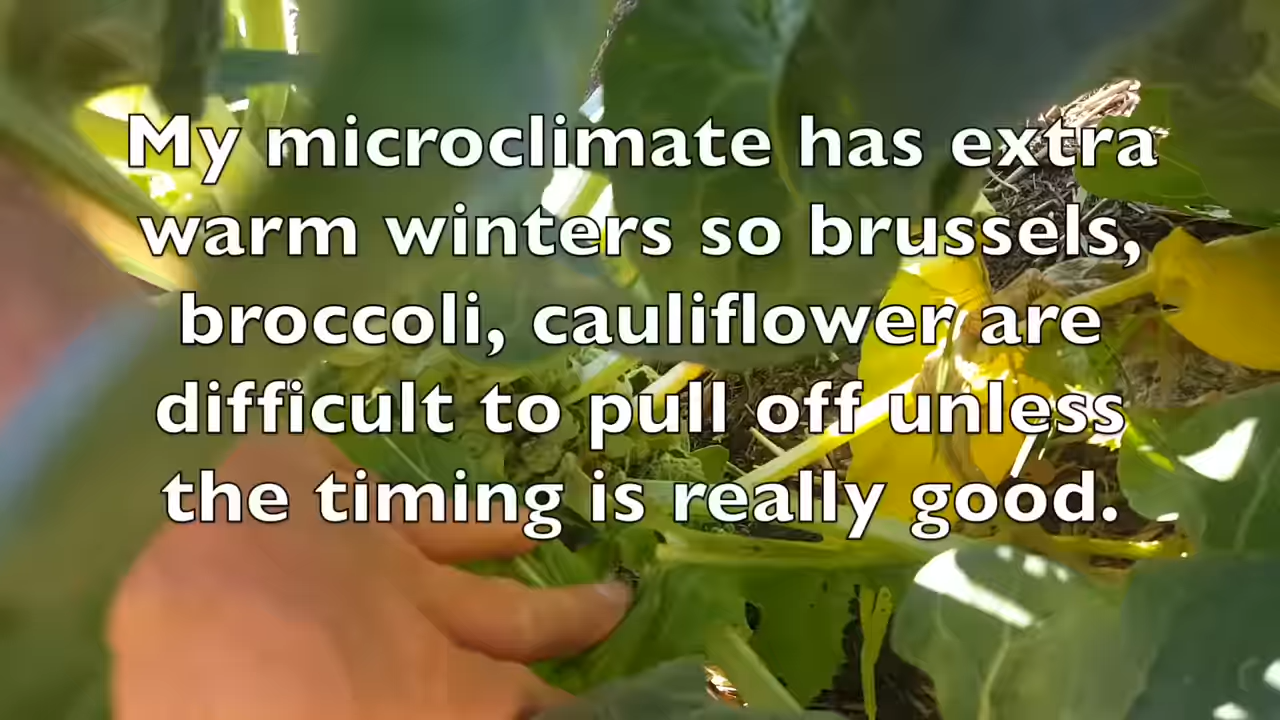 My microclimate has extra
warm winters so brussels,
broccoli, cauliflower are
difficult to pull off unless
the timing is really good.